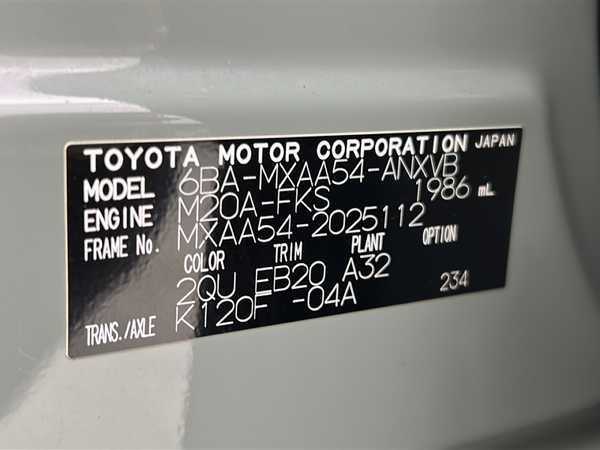 TOYOTA MOTOR CORPORATION JAPAN
MODEL 6BA-MXAA54-ANXVB
ENGINE M20A-FKS 1986 mL
FRAME No. MXAA54-2025112
COLOR TRIM PLANT OPTION
2QU EB20 A32
TRANS./AXLE K120F -04A 234